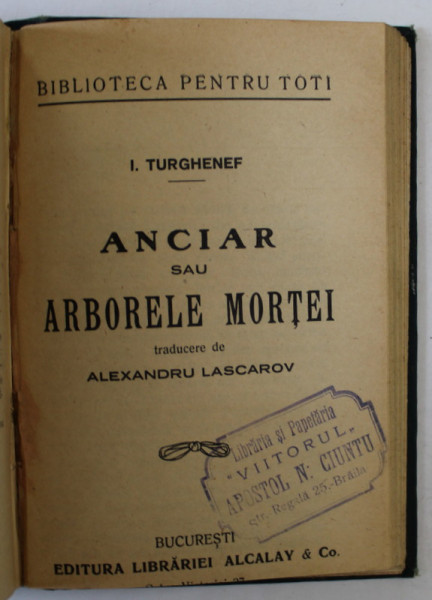 BIBLIOTECA PENTRU TOTI
I. TURGHENEF
ANCIAR
SAU
ARBORELE MORȚEI
traducere de
ALEXANDRU LASCAROV
Librăria și Papetăria
"VIITORUL"
APOSTOL N. CIUNTU
Str. Regală 25,-Brăila
BUCUREȘTI
EDITURA LIBRĂRIEI ALCALAY & Co.